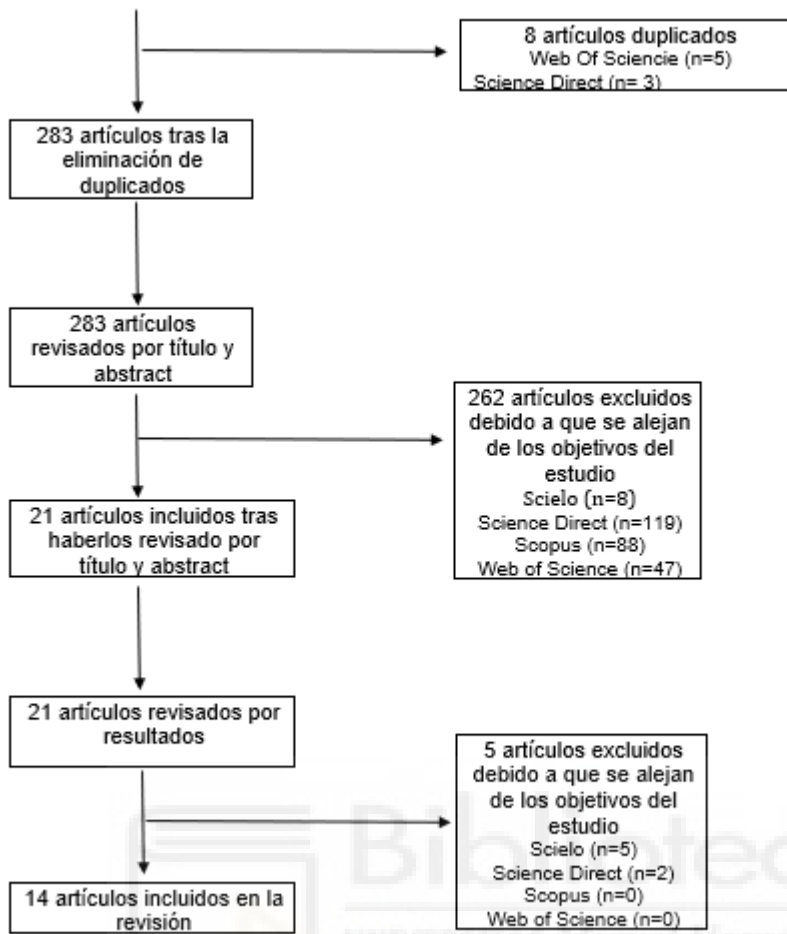 8 artículos duplicados
Web Of Sciencie (n=5)
Science Direct (n= 3)
283 artículos tras la
eliminación de
duplicados
283 artículos
revisados por título y
abstract
262 artículos excluidos
debido a que se alejan
de los objetivos del
estudio
Scielo (n=8)
Science Direct (n=119)
Scopus (n=88)
Web of Science (n=47)
21 artículos incluidos tras
haberlos revisado por
título y abstract
21 artículos revisados por
resultados
5 artículos excluidos
debido a que se alejan
de los objetivos del
estudio
Scielo (n=5)
Science Direct (n=2)
Scopus (n=0)
Web of Science (n=0)
14 artículos incluidos en la
revisión